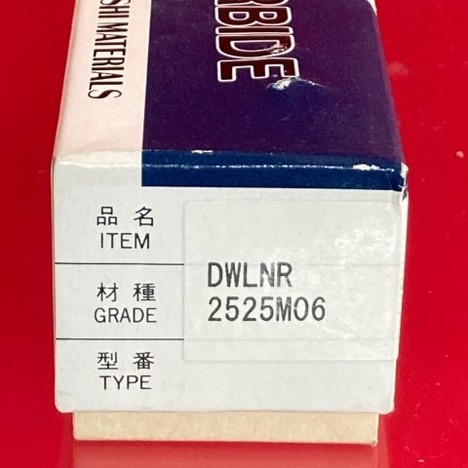 RBIDE
SHI MATERIALS
品名
ITEM
材種
GRADE
型番
TYPE
DWLNR
2525M06